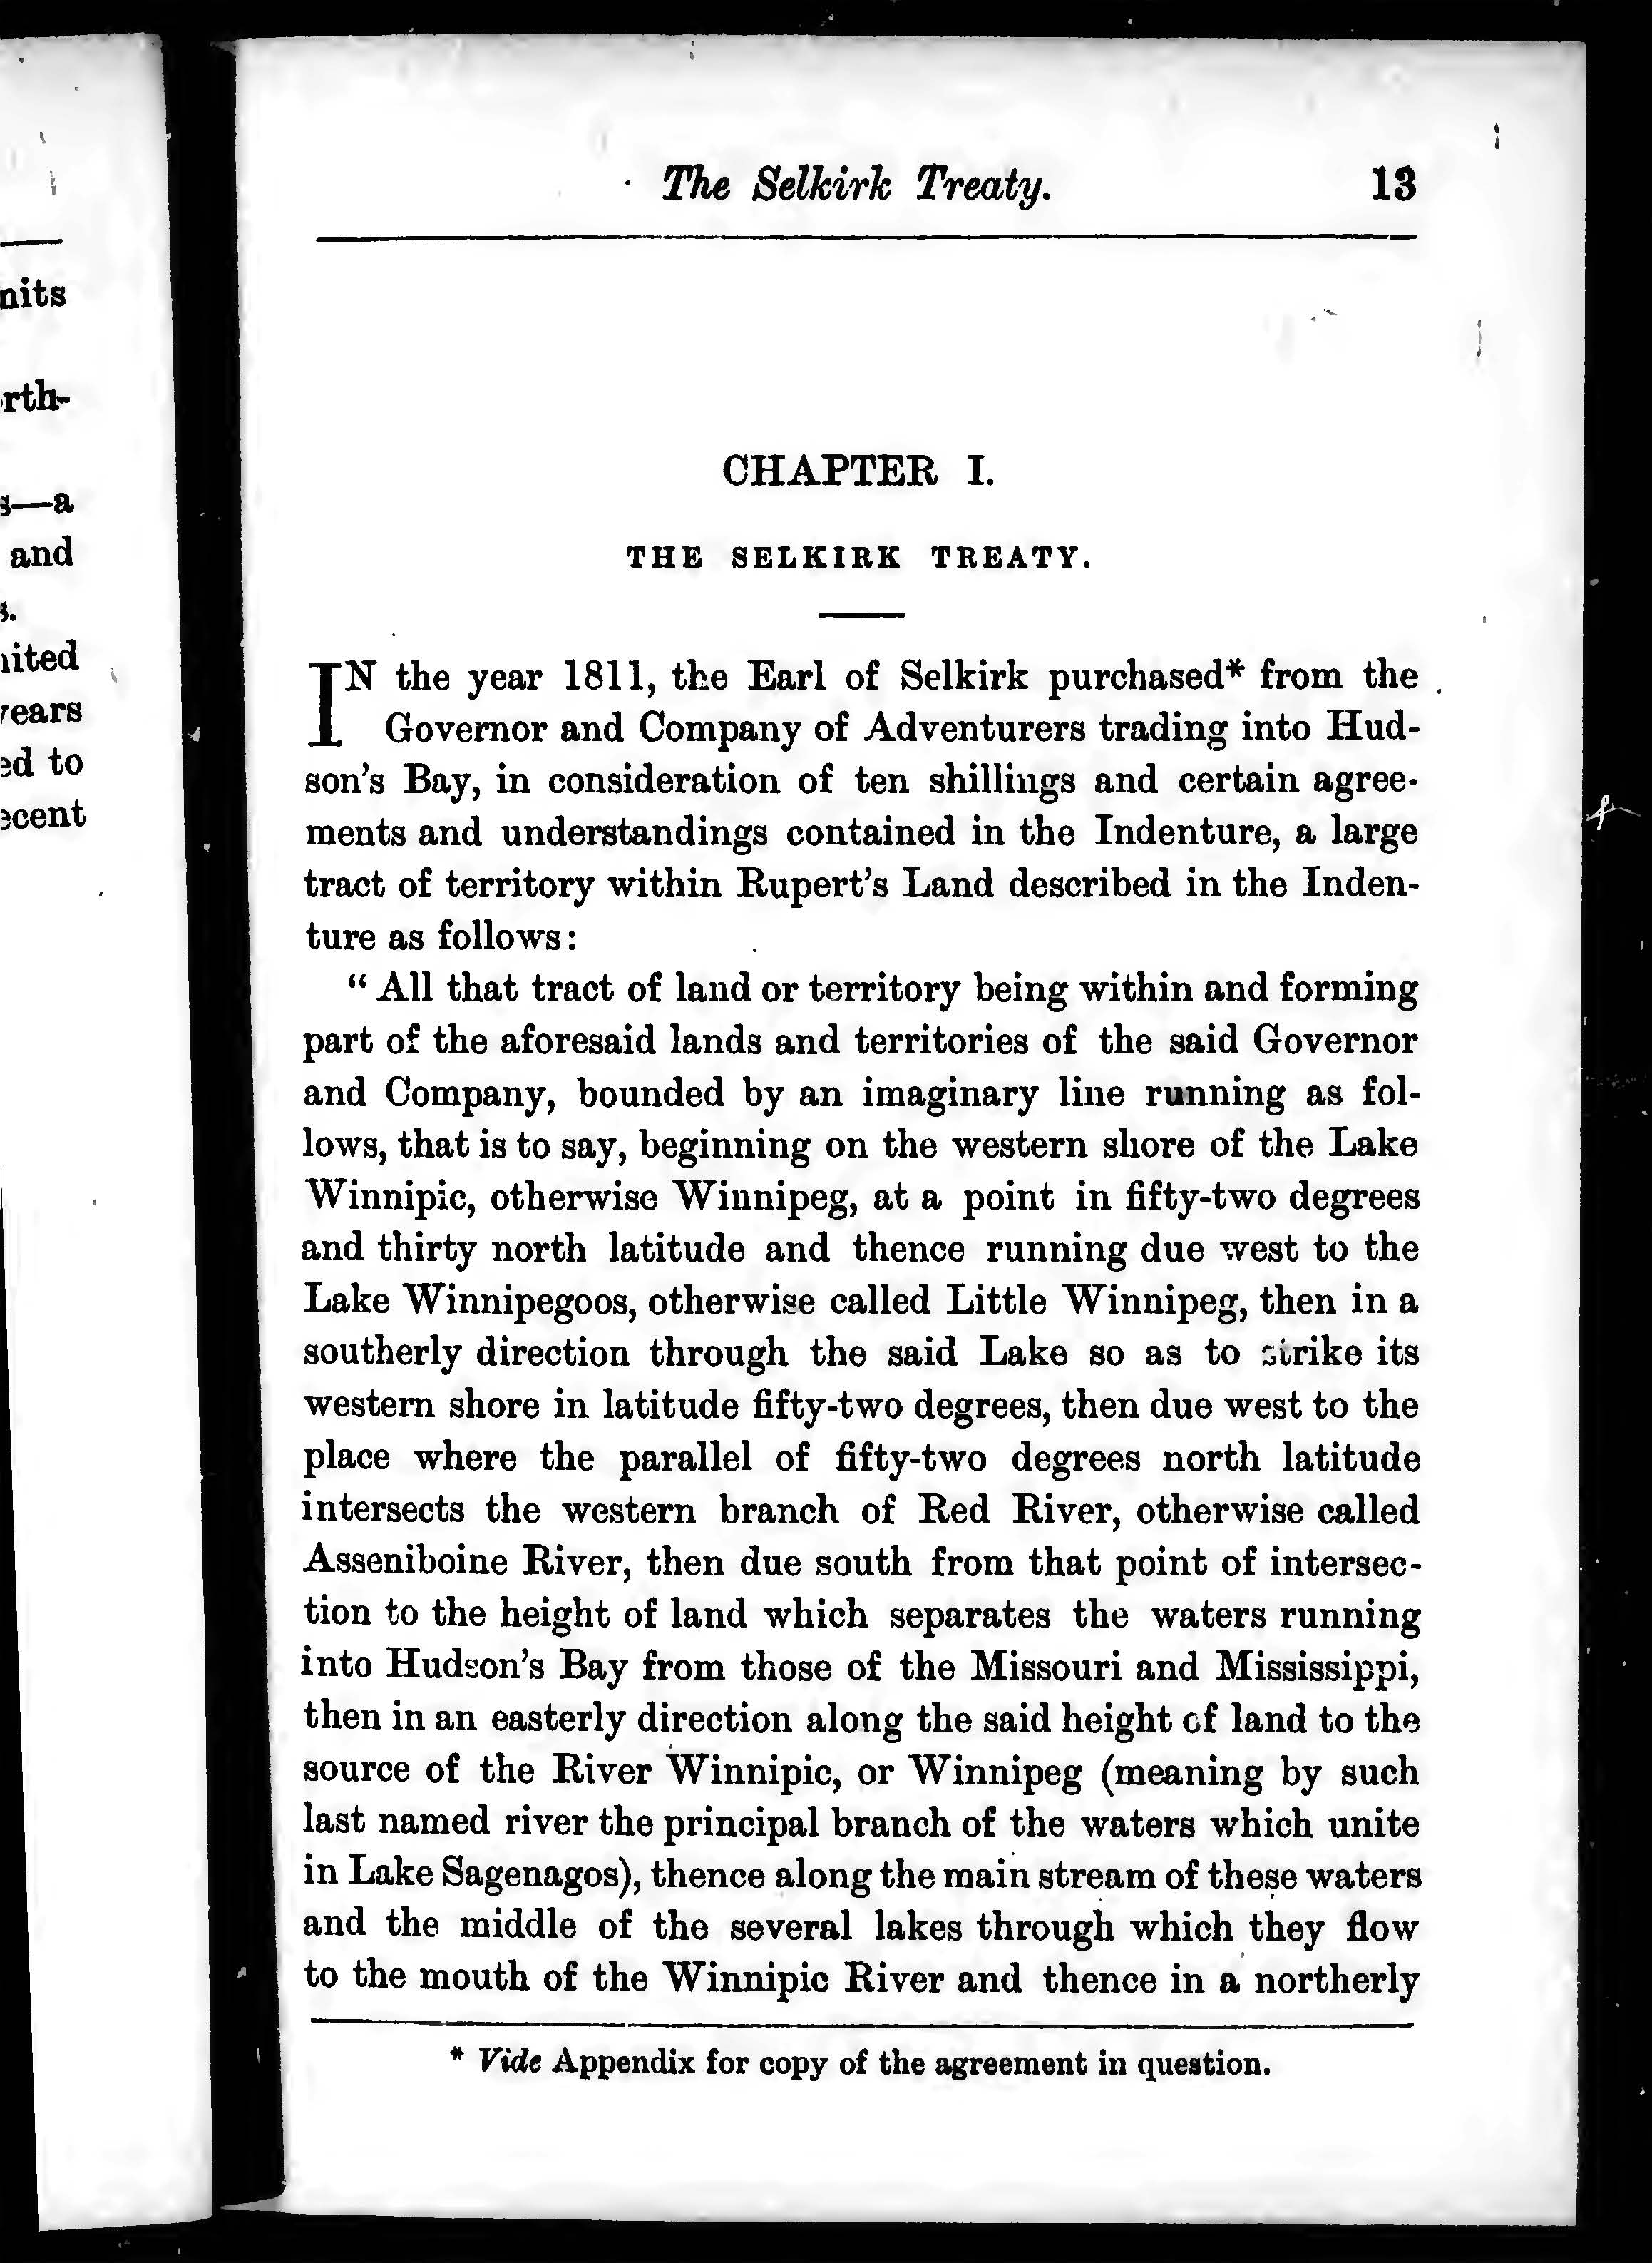 nits
rth-
s—a
and
s.
nited
years
ed to
ecent
The Selkirk Treaty. 13
CHAPTER I.
THE SELKIRK TREATY.
IN the year 1811, the Earl of Selkirk purchased* from the
Governor and Company of Adventurers trading into Hud-
son's Bay, in consideration of ten shillings and certain agree-
ments and understandings contained in the Indenture, a large
tract of territory within Rupert's Land described in the Inden-
ture as follows:
" All that tract of land or territory being within and forming
part of the aforesaid lands and territories of the said Governor
and Company, bounded by an imaginary line running as fol-
lows, that is to say, beginning on the western shore of the Lake
Winnipic, otherwise Winnipeg, at a point in fifty-two degrees
and thirty north latitude and thence running due west to the
Lake Winnipegoos, otherwise called Little Winnipeg, then in a
southerly direction through the said Lake so as to strike its
western shore in latitude fifty-two degrees, then due west to the
place where the parallel of fifty-two degrees north latitude
intersects the western branch of Red River, otherwise called
Asseniboine River, then due south from that point of intersec-
tion to the height of land which separates the waters running
into Hudson's Bay from those of the Missouri and Mississippi,
then in an easterly direction along the said height of land to the
source of the River Winnipic, or Winnipeg (meaning by such
last named river the principal branch of the waters which unite
in Lake Sagenagos), thence along the main stream of these waters
and the middle of the several lakes through which they flow
to the mouth of the Winnipic River and thence in a northerly
* Vide Appendix for copy of the agreement in question.